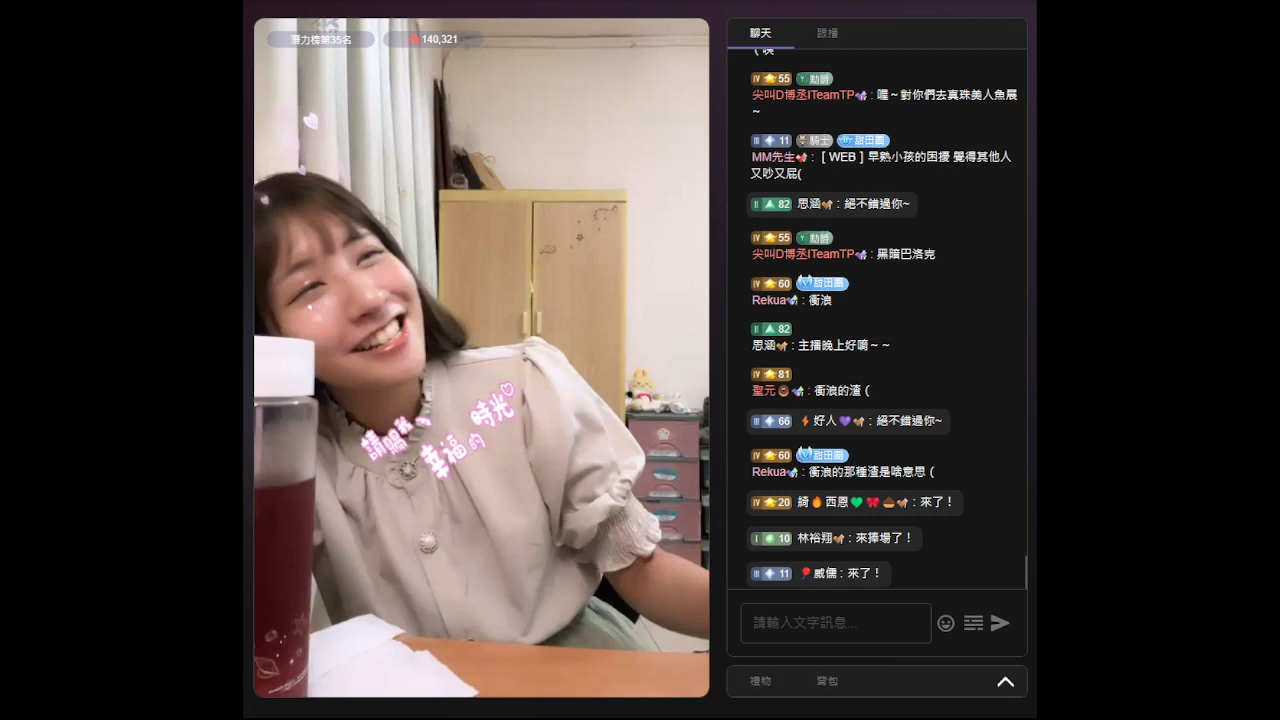 潛力榜第35名
140,321
請賜我
幸福的
時光
聊天
跟播
IV 55 勳爵
尖叫D博丞ITeamTP : 喔~對你們去真珠美人魚展
~
III 11 騎士 甜田圈
MM先生 : [ WEB ] 早熟小孩的困擾 覺得其他人
又吵又屁(
II 82 思涵 : 絕不錯過你~
IV 55 勳爵
尖叫D博丞ITeamTP : 黑暗巴洛克
IV 60 甜田圈
Rekua : 衝浪
II 82
思涵 : 主播晚上好唷~~
IV 81
聖元 : 衝浪的渣 (
III 66 好人 : 絕不錯過你~
IV 60 甜田圈
Rekua : 衝浪的那種渣是啥意思 (
IV 20 綺 西恩 : 來了 !
I 10 林裕翔 : 來捧場了 !
III 11 威儒 : 來了 !
請輸入文字訊息...
禮物
背包